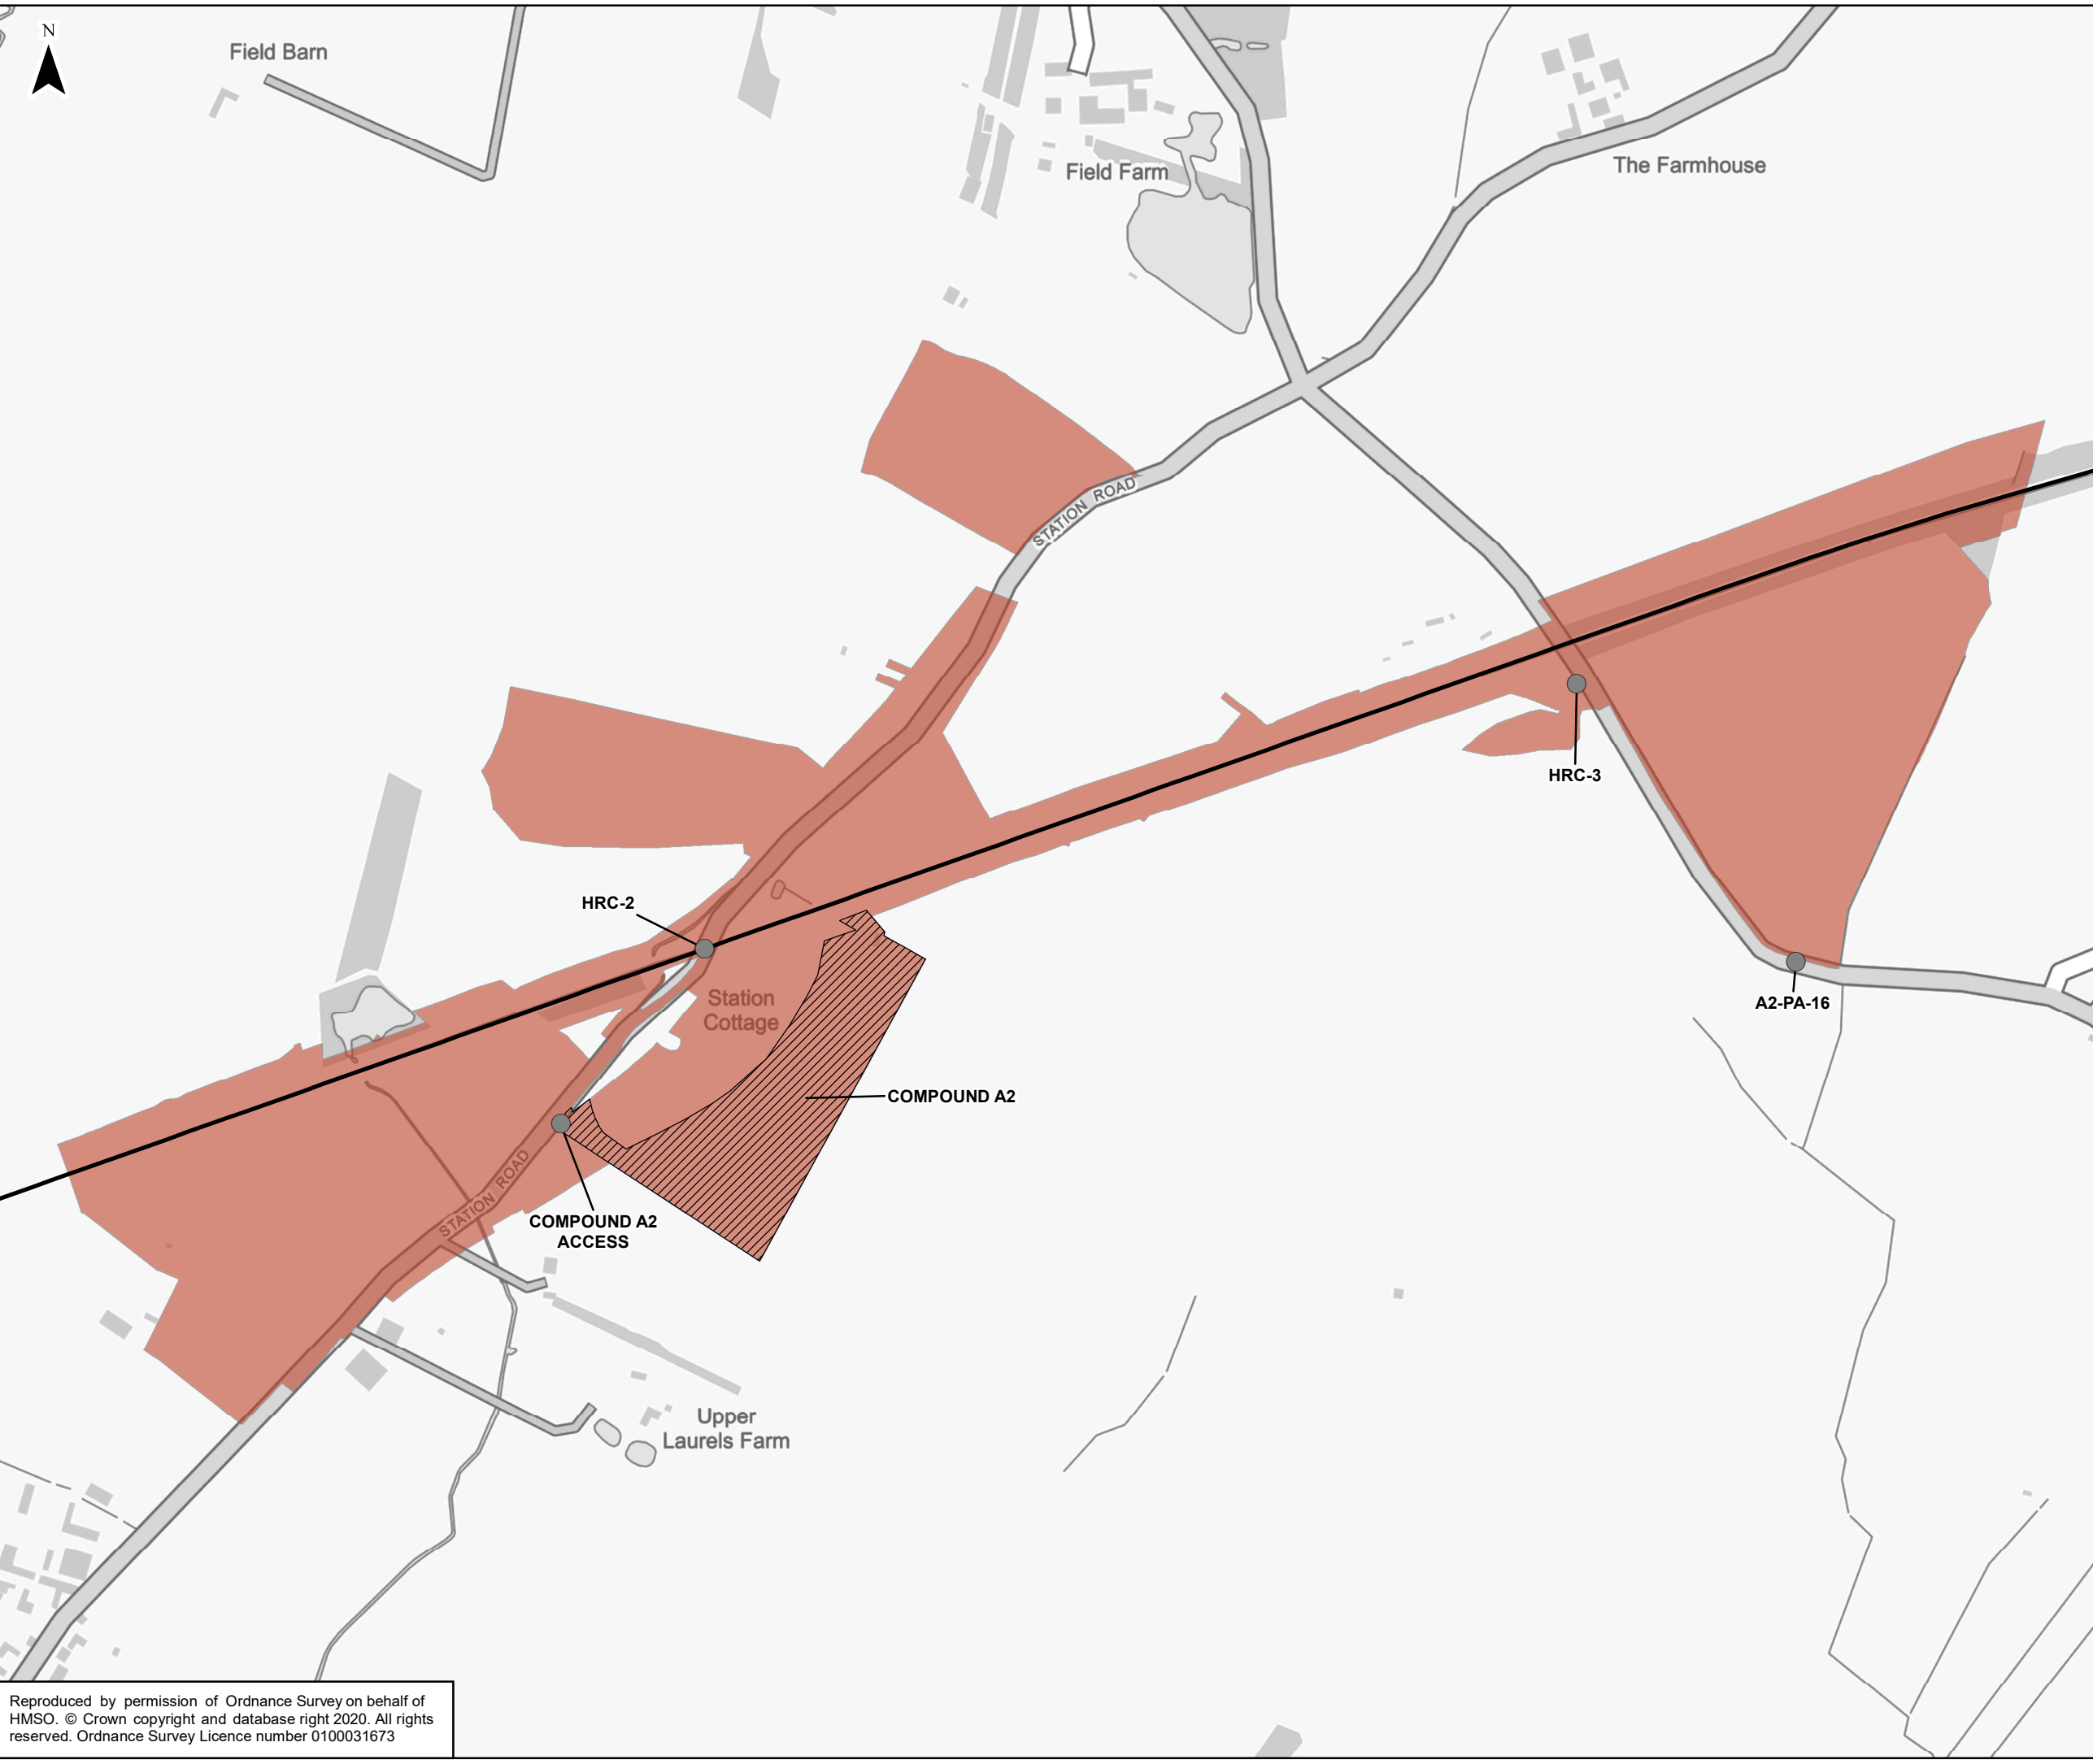 N
Field Barn
Field Farm
The Farmhouse
STATION ROAD
HRC-3
HRC-2
A2-PA-16
Station
Cottage
COMPOUND A2
STATION ROAD
COMPOUND A2
ACCESS
Upper
Laurels Farm
Reproduced by permission of Ordnance Survey on behalf of
HMSO. © Crown copyright and database right 2020. All rights
reserved. Ordnance Survey Licence number 0100031673